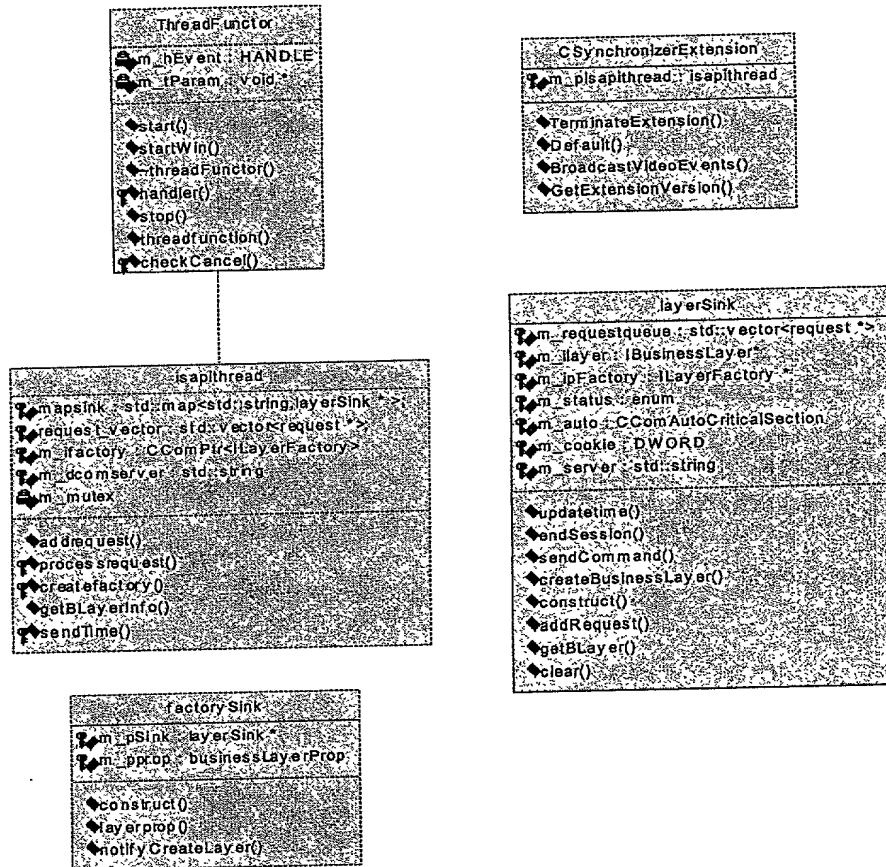 ThreadFunctor
m_hEvent : HANDLE
m_tParam : void *
start()
startWin()
~threadFunctor()
handler()
stop()
threadfunction()
checkCancel()
CSynchronizerExtension
m_pIsapithread : isapithread
TerminateExtension()
Default()
BroadcastVideoEvents()
GetExtensionVersion()
isapithread
mapsink : std::map<std::string,layerSink * >;
request_vector : std::vector<request *>;
m_ifactory : CComPtr<ILayerFactory>
m_dcomserver : std::string
m_mutex
addrequest()
processrequest()
createfactory()
getBLayerInfo()
sendTime()
layerSink
m_requestqueue : std::vector<request *>;
m_ilayer : IBusinessLayer*
m_ipFactory : ILayerFactory *
m_status : enum
m_auto : CComAutoCriticalSection
m_cookie : DWORD
m_server : std::string
updatetime()
endSession()
sendCommand()
createBusinessLayer()
construct()
addRequest()
getBLayer()
clear()
factorySink
m_pSink : layerSink *
m_pprop : businessLayerProp
construct()
layerprop()
notifyCreateLayer()